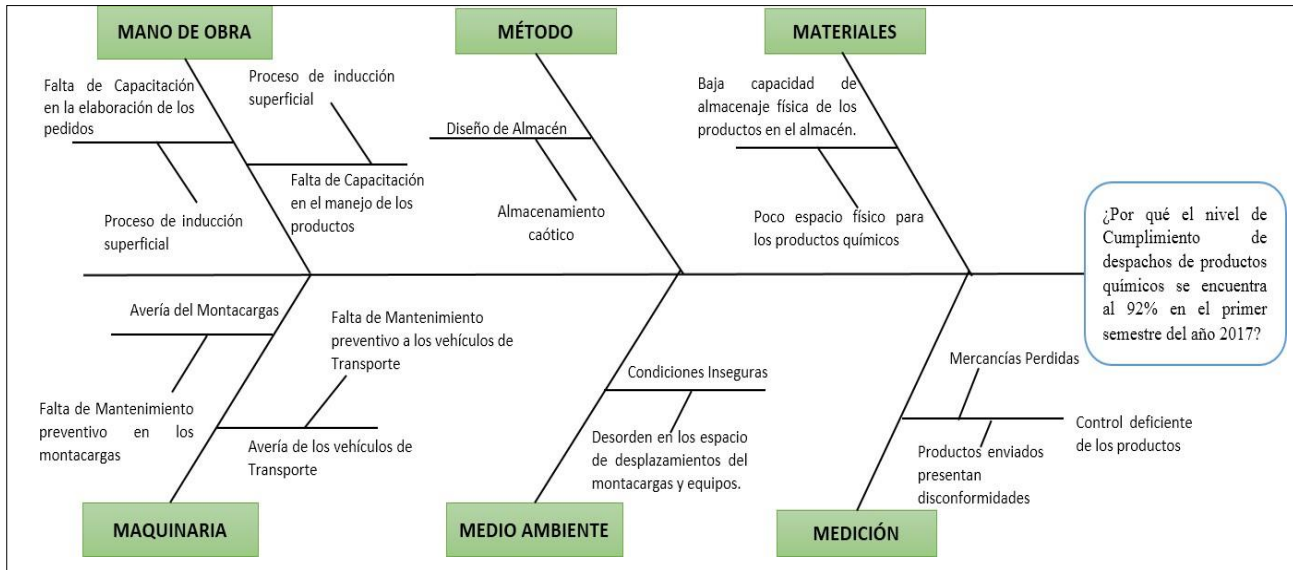 MANO DE OBRA
MÉTODO
MATERIALES
Falta de Capacitación
en la elaboración de los
pedidos
Proceso de inducción
superficial
Proceso de inducción
superficial
Falta de Capacitación
en el manejo de los
productos
Diseño de Almacén
Almacenamiento
caótico
Baja capacidad de
almacenaje física de los
productos en el almacén.
Poco espacio físico para
los productos químicos
¿Por qué el nivel de
Cumplimiento de
despachos de productos
químicos se encuentra
al 92% en el primer
semestre del año 2017?
Avería del Montacargas
Falta de Mantenimiento
preventivo en los
montacargas
Falta de Mantenimiento
preventivo a los vehículos de
Transporte
Avería de los vehículos de
Transporte
Condiciones Inseguras
Desorden en los espacio
de desplazamientos del
montacargas y equipos.
Mercancías Perdidas
Productos enviados
presentan
disconformidades
Control deficiente
de los productos
MAQUINARIA
MEDIO AMBIENTE
MEDICIÓN